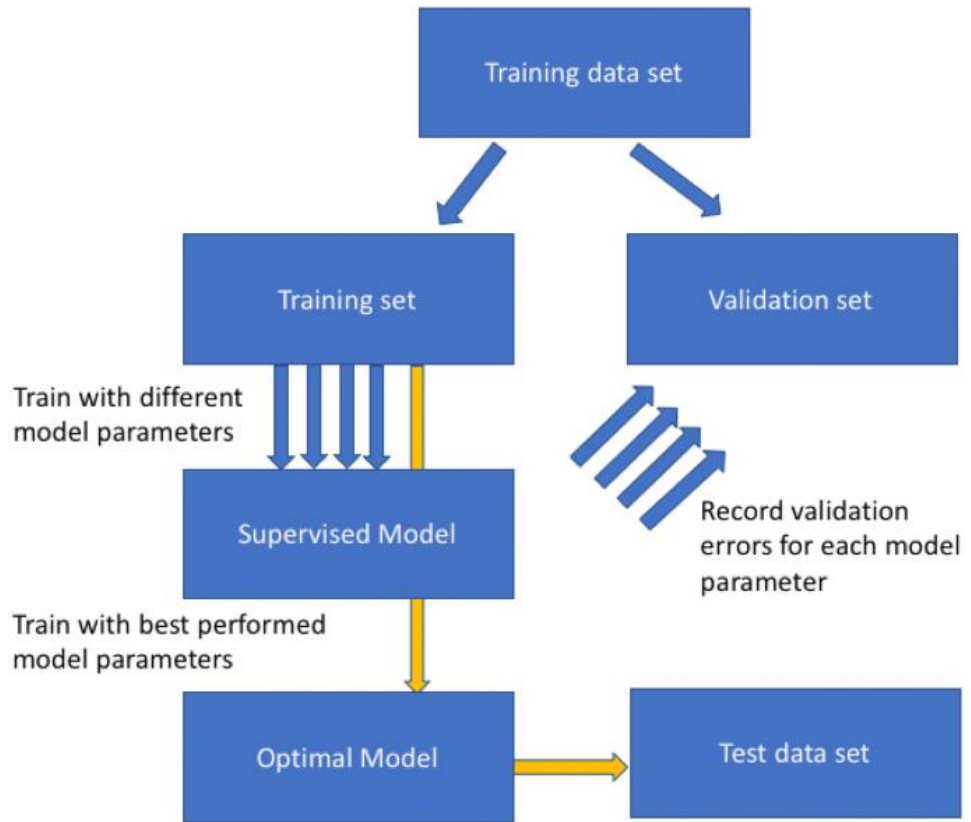 Training data set
Training set
Validation set
Train with different
model parameters
Supervised Model
Record validation
errors for each model
parameter
Train with best performed
model parameters
Optimal Model
Test data set